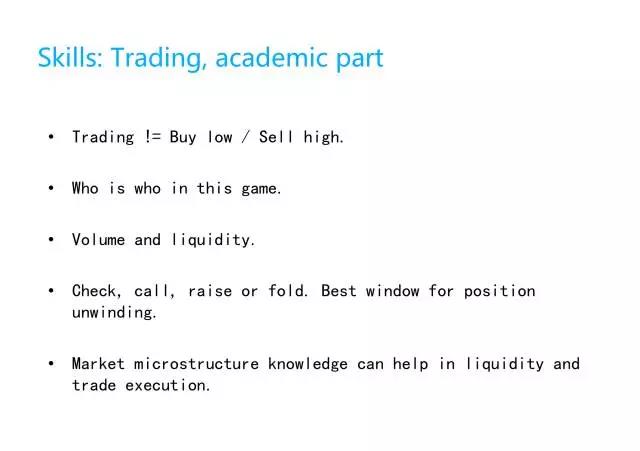 Skills: Trading, academic part
• Trading != Buy low / Sell high.
• Who is who in this game.
• Volume and liquidity.
• Check, call, raise or fold. Best window for position
unwinding.
• Market microstructure knowledge can help in liquidity and
trade execution.